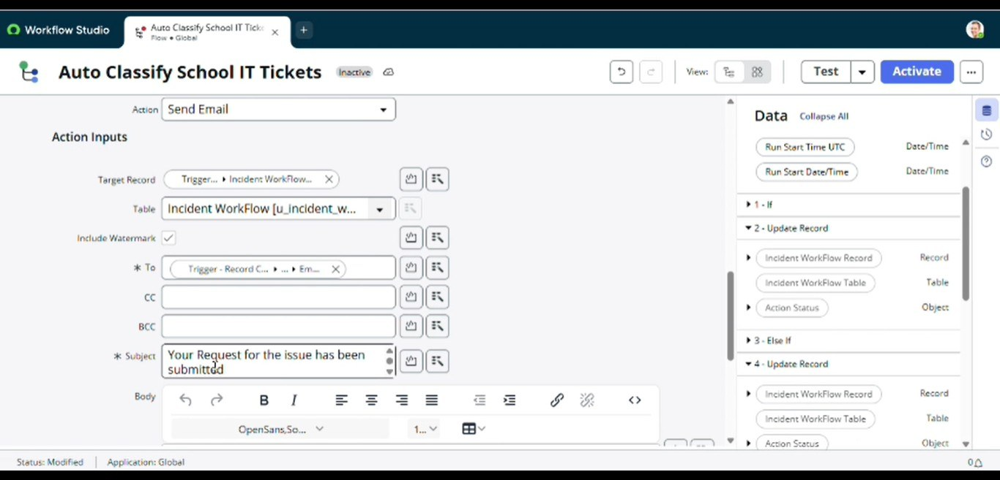 Workflow Studio
Auto Classify School IT Ticke
Flow • Global
Auto Classify School IT Tickets
Inactive
View:
Test
Activate
Action
Send Email
Action Inputs
Target Record
Trigger... ▸ Incident WorkFlow...
Table
Incident WorkFlow [u_incident_w...
Include Watermark
* To
Trigger - Record C... ▸ ... ▸ Em...
CC
BCC
* Subject
Your Request for the issue has been
submitted
Body
B I
OpenSans,So...
1...
Data
Collapse All
Run Start Time UTC
Date/Time
Run Start Date/Time
Date/Time
1 - If
2 - Update Record
Incident WorkFlow Record
Record
Incident WorkFlow Table
Table
Action Status
Object
3 - Else If
4 - Update Record
Incident WorkFlow Record
Record
Incident WorkFlow Table
Table
Action Status
Object
Status: Modified
Application: Global
0